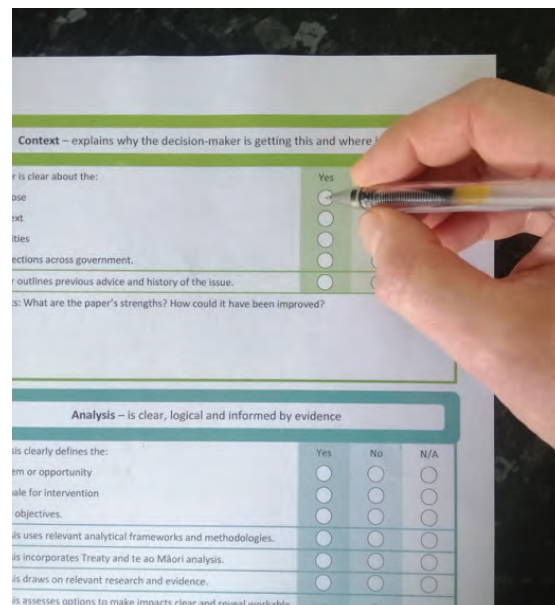 Context – explains why the decision-maker is getting this and where
r is clear about the:
Yes
ose
ext
ities
ections across government.
r outlines previous advice and history of the issue.
s: What are the paper's strengths? How could it have been improved?
Analysis – is clear, logical and informed by evidence
sis clearly defines the:
Yes No N/A
em or opportunity
ale for intervention
objectives.
sis uses relevant analytical frameworks and methodologies.
sis incorporates Treaty and te ao Māori analysis.
sis draws on relevant research and evidence.
sis assesses options to make impacts clear and reveal workable